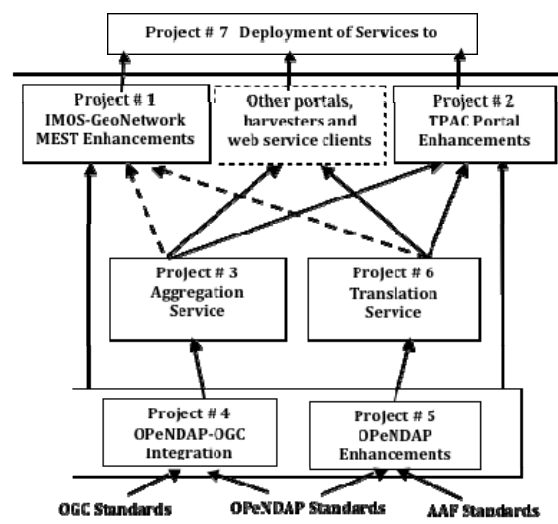 Project # 7 Deployment of Services to
Project # 1
IMOS-GeoNetwork
MEST Enhancements
Other portals,
harvesters and
web service clients
Project # 2
TPAC Portal
Enhancements
Project # 3
Aggregation
Service
Project # 6
Translation
Service
Project # 4
OPeNDAP-OGC
Integration
Project # 5
OPeNDAP
Enhancements
OGC Standards
OPeNDAP Standards
AAF Standards